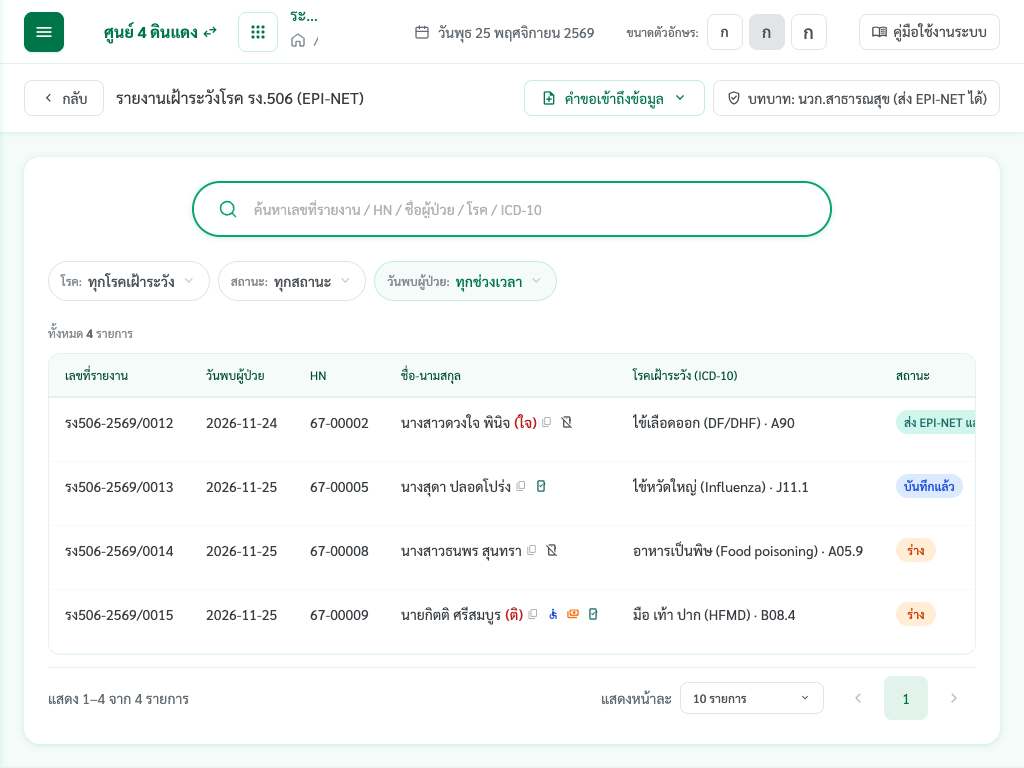 ศูนย์ 4 ดินแดง
ระ...
/
วันพุธ 25 พฤศจิกายน 2569
ขนาดตัวอักษร:
ก
ก
ก
คู่มือใช้งานระบบ
กลับ
รายงานเฝ้าระวังโรค รง.506 (EPI-NET)
คำขอเข้าถึงข้อมูล
บทบาท: นวก.สาธารณสุข (ส่ง EPI-NET ได้)
ค้นหาเลขที่รายงาน / HN / ชื่อผู้ป่วย / โรค / ICD-10
โรค: ทุกโรคเฝ้าระวัง
สถานะ: ทุกสถานะ
วันพบผู้ป่วย: ทุกช่วงเวลา
ทั้งหมด 4 รายการ
เลขที่รายงาน วันพบผู้ป่วย HN ชื่อ-นามสกุล โรคเฝ้าระวัง (ICD-10) สถานะ
รง506-2569/0012 2026-11-24 67-00002 นางสาวดวงใจ พินิจ (ใจ) ไข้เลือดออก (DF/DHF) · A90 ส่ง EPI-NET
รง506-2569/0013 2026-11-25 67-00005 นางสุดา ปลอดโปร่ง ไข้หวัดใหญ่ (Influenza) · J11.1 บันทึกแล้ว
รง506-2569/0014 2026-11-25 67-00008 นางสาวธนพร สุนทรา อาหารเป็นพิษ (Food poisoning) · A05.9 ร่าง
รง506-2569/0015 2026-11-25 67-00009 นายกิตติ ศรีสมบูร (ติ) มือ เท้า ปาก (HFMD) · B08.4 ร่าง
แสดง 1–4 จาก 4 รายการ
แสดงหน้าละ 10 รายการ
1